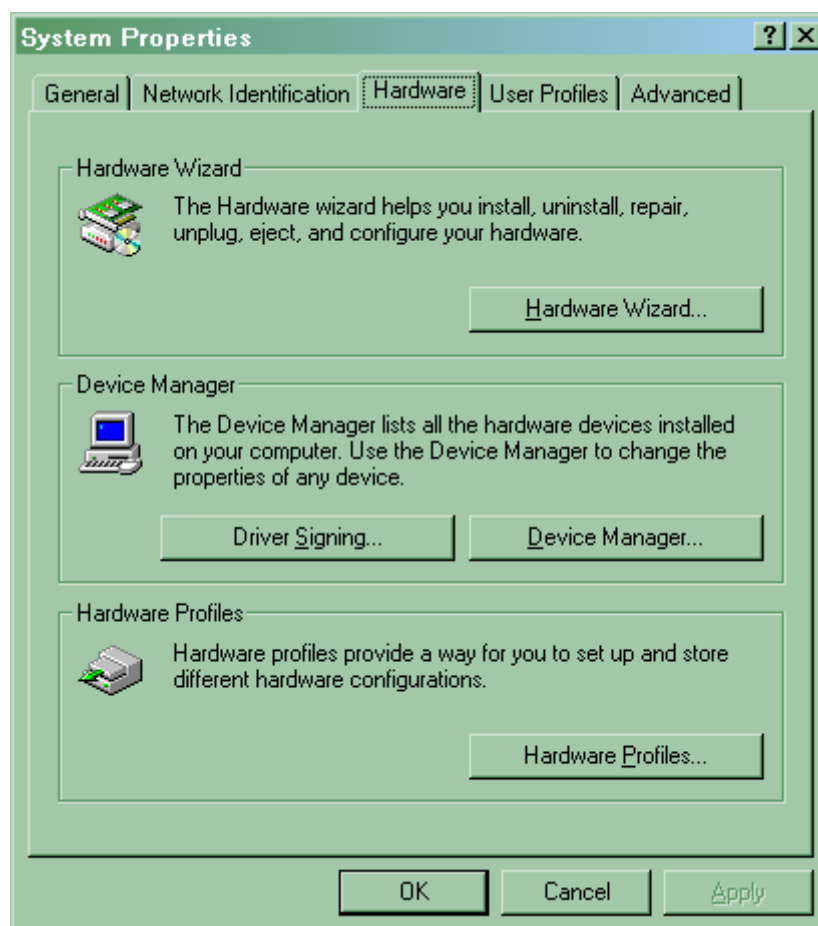 System Properties
General Network Identification Hardware User Profiles Advanced
Hardware Wizard
The Hardware wizard helps you install, uninstall, repair,
unplug, eject, and configure your hardware.
Hardware Wizard...
Device Manager
The Device Manager lists all the hardware devices installed
on your computer. Use the Device Manager to change the
properties of any device.
Driver Signing... Device Manager...
Hardware Profiles
Hardware profiles provide a way for you to set up and store
different hardware configurations.
Hardware Profiles...
OK Cancel Apply